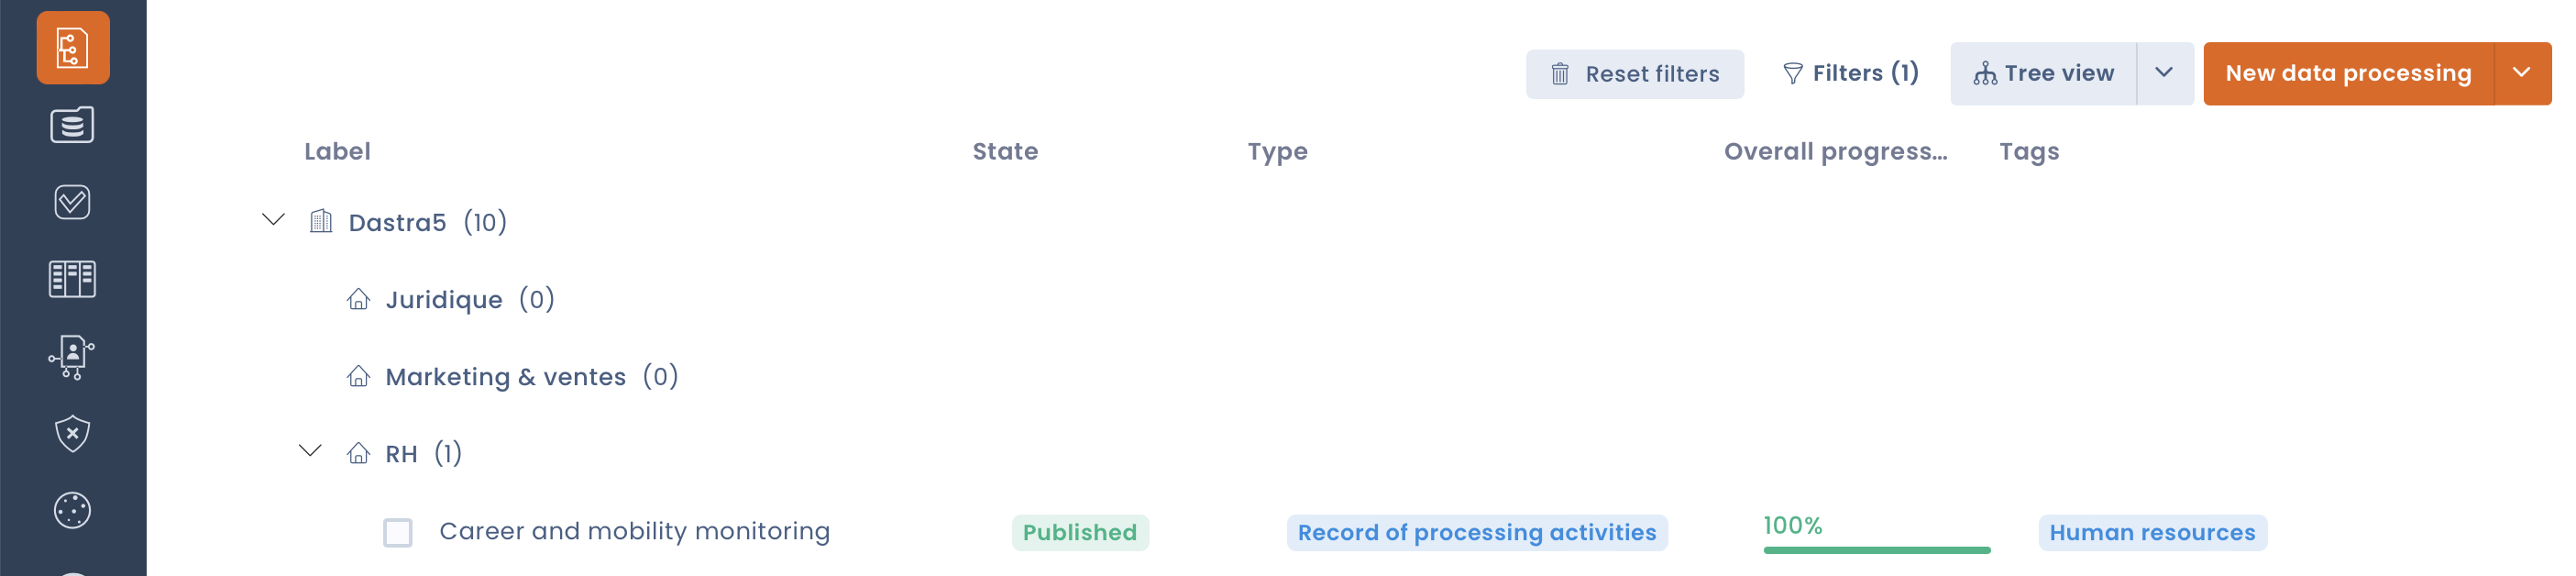 Reset filters Filters (1) Tree view New data processing
Label State Type Overall progress... Tags
Dastra5 (10)
Juridique (0)
Marketing & ventes (0)
RH (1)
Career and mobility monitoring Published Record of processing activities 100% Human resources